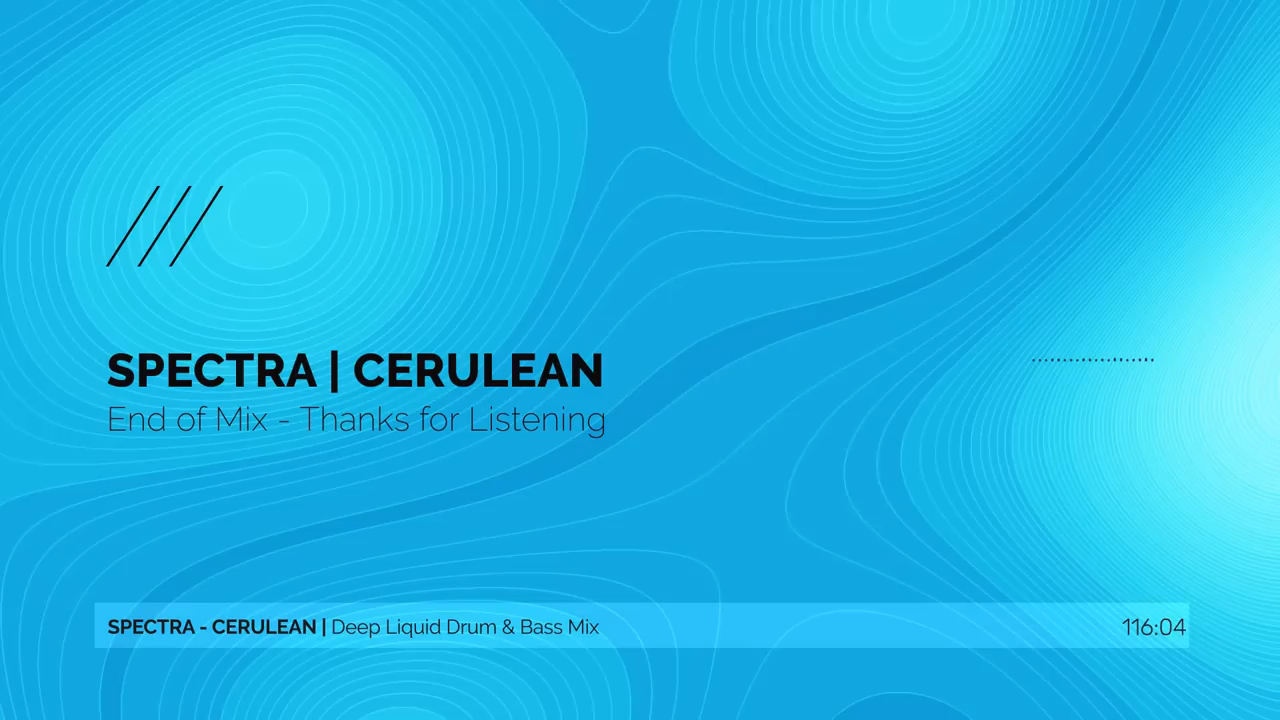 SPECTRA | CERULEAN
End of Mix - Thanks for Listening
SPECTRA - CERULEAN | Deep Liquid Drum & Bass Mix
116:04